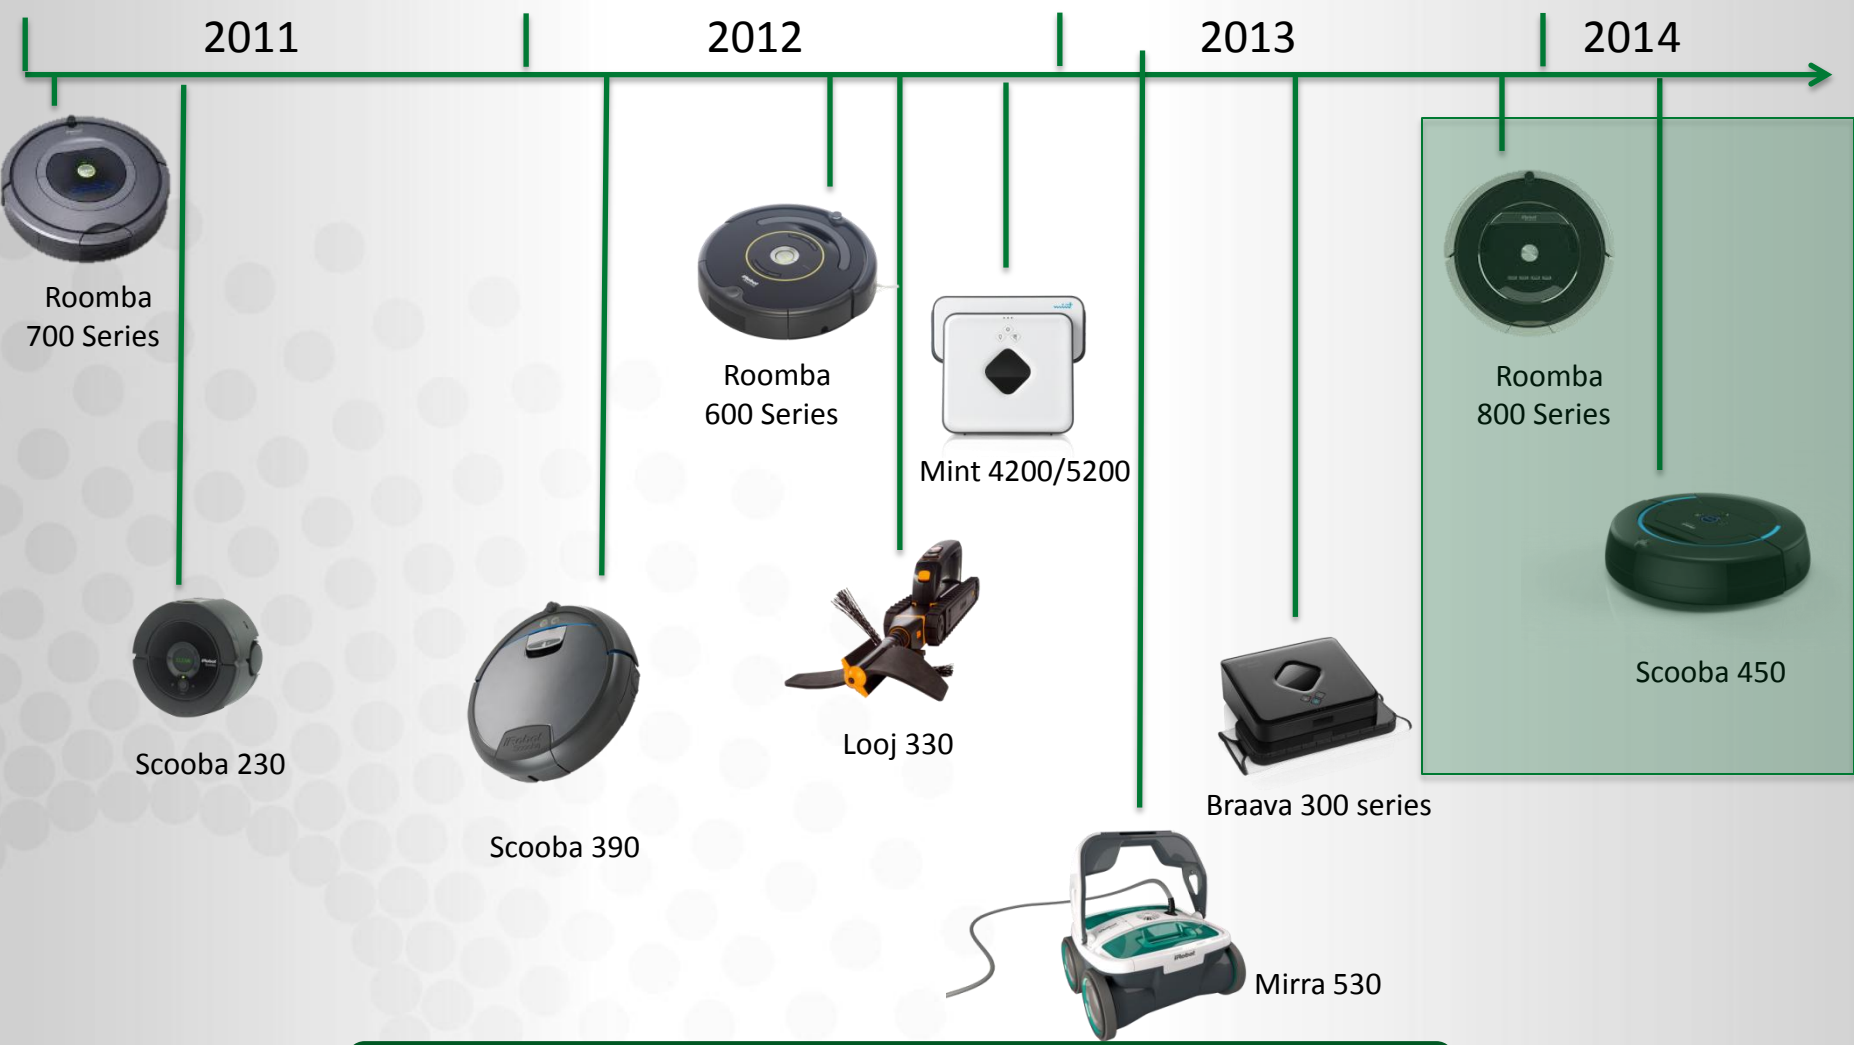 2011
2012
2013
2014
Roomba
700 Series
Roomba
600 Series
Mint 4200/5200
Roomba
800 Series
Scooba 230
Scooba 390
Looj 330
Braava 300 series
Scooba 450
Mirra 530
iRobot